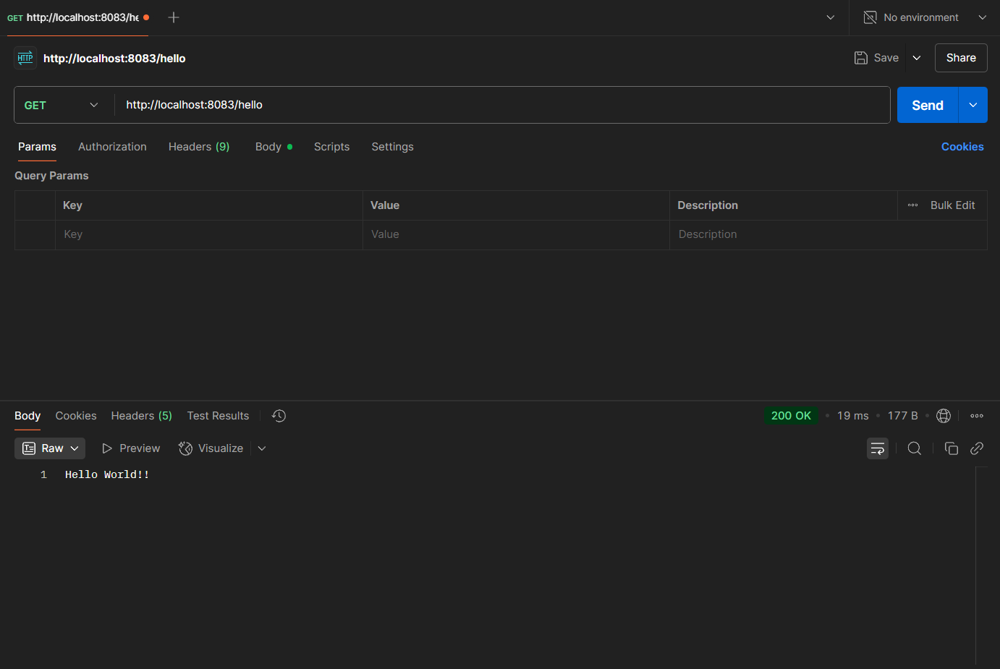 GET http://localhost:8083/he
No environment
HTTP http://localhost:8083/hello
Save
Share
GET http://localhost:8083/hello
Send
Params Authorization Headers (9) Body Scripts Settings Cookies
Query Params
Key Value Description Bulk Edit
Key Value Description
Body Cookies Headers (5) Test Results 200 OK 19 ms 177 B
Raw Preview Visualize
1 Hello World!!